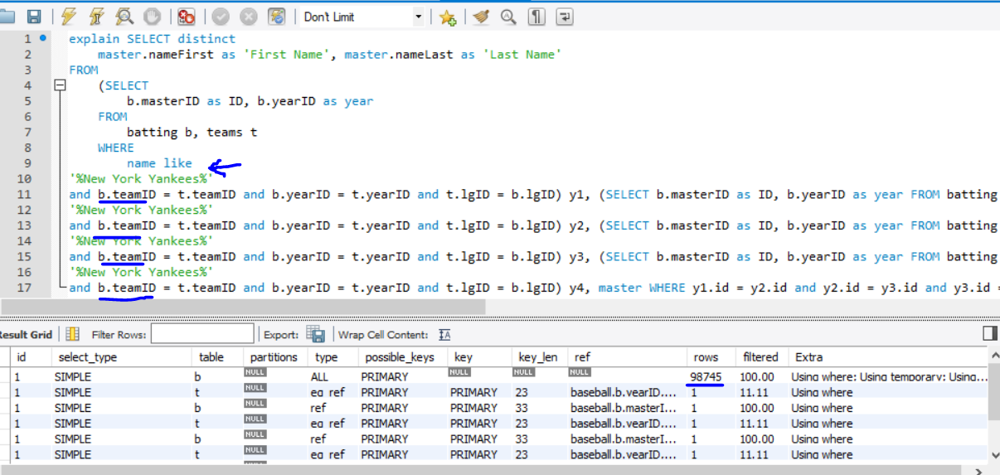 Don't Limit
1 explain SELECT distinct
2 master.nameFirst as 'First Name', master.nameLast as 'Last Name'
3 FROM
4 (SELECT
5 b.masterID as ID, b.yearID as year
6 FROM
7 batting b, teams t
8 WHERE
9 name like
10 '%New York Yankees%'
11 and b.teamID = t.teamID and b.yearID = t.yearID and t.lgID = b.lgID) y1, (SELECT b.masterID as ID, b.yearID as year FROM batting
12 '%New York Yankees%'
13 and b.teamID = t.teamID and b.yearID = t.yearID and t.lgID = b.lgID) y2, (SELECT b.masterID as ID, b.yearID as year FROM batting
14 '%New York Yankees%'
15 and b.teamID = t.teamID and b.yearID = t.yearID and t.lgID = b.lgID) y3, (SELECT b.masterID as ID, b.yearID as year FROM batting
16 '%New York Yankees%'
17 and b.teamID = t.teamID and b.yearID = t.yearID and t.lgID = b.lgID) y4, master WHERE y1.id = y2.id and y2.id = y3.id and y3.id =
Result Grid Filter Rows: Export: Wrap Cell Content: IA
id select_type table partitions type possible_keys key key_len ref rows filtered Extra
1 SIMPLE b NULL ALL PRIMARY NULL NULL NULL 98745 100.00 Using where; Using temporary; Using...
1 SIMPLE t NULL eq_ref PRIMARY PRIMARY 23 baseball.b.yearID.... 1 11.11 Using where
1 SIMPLE b NULL ref PRIMARY PRIMARY 33 baseball.b.masterI... 1 100.00 Using where
1 SIMPLE t NULL eq_ref PRIMARY PRIMARY 23 baseball.b.yearID.... 1 11.11 Using where
1 SIMPLE b NULL ref PRIMARY PRIMARY 33 baseball.b.masterI... 1 100.00 Using where
1 SIMPLE t NULL eq_ref PRIMARY PRIMARY 23 baseball.b.yearID.... 1 11.11 Using where